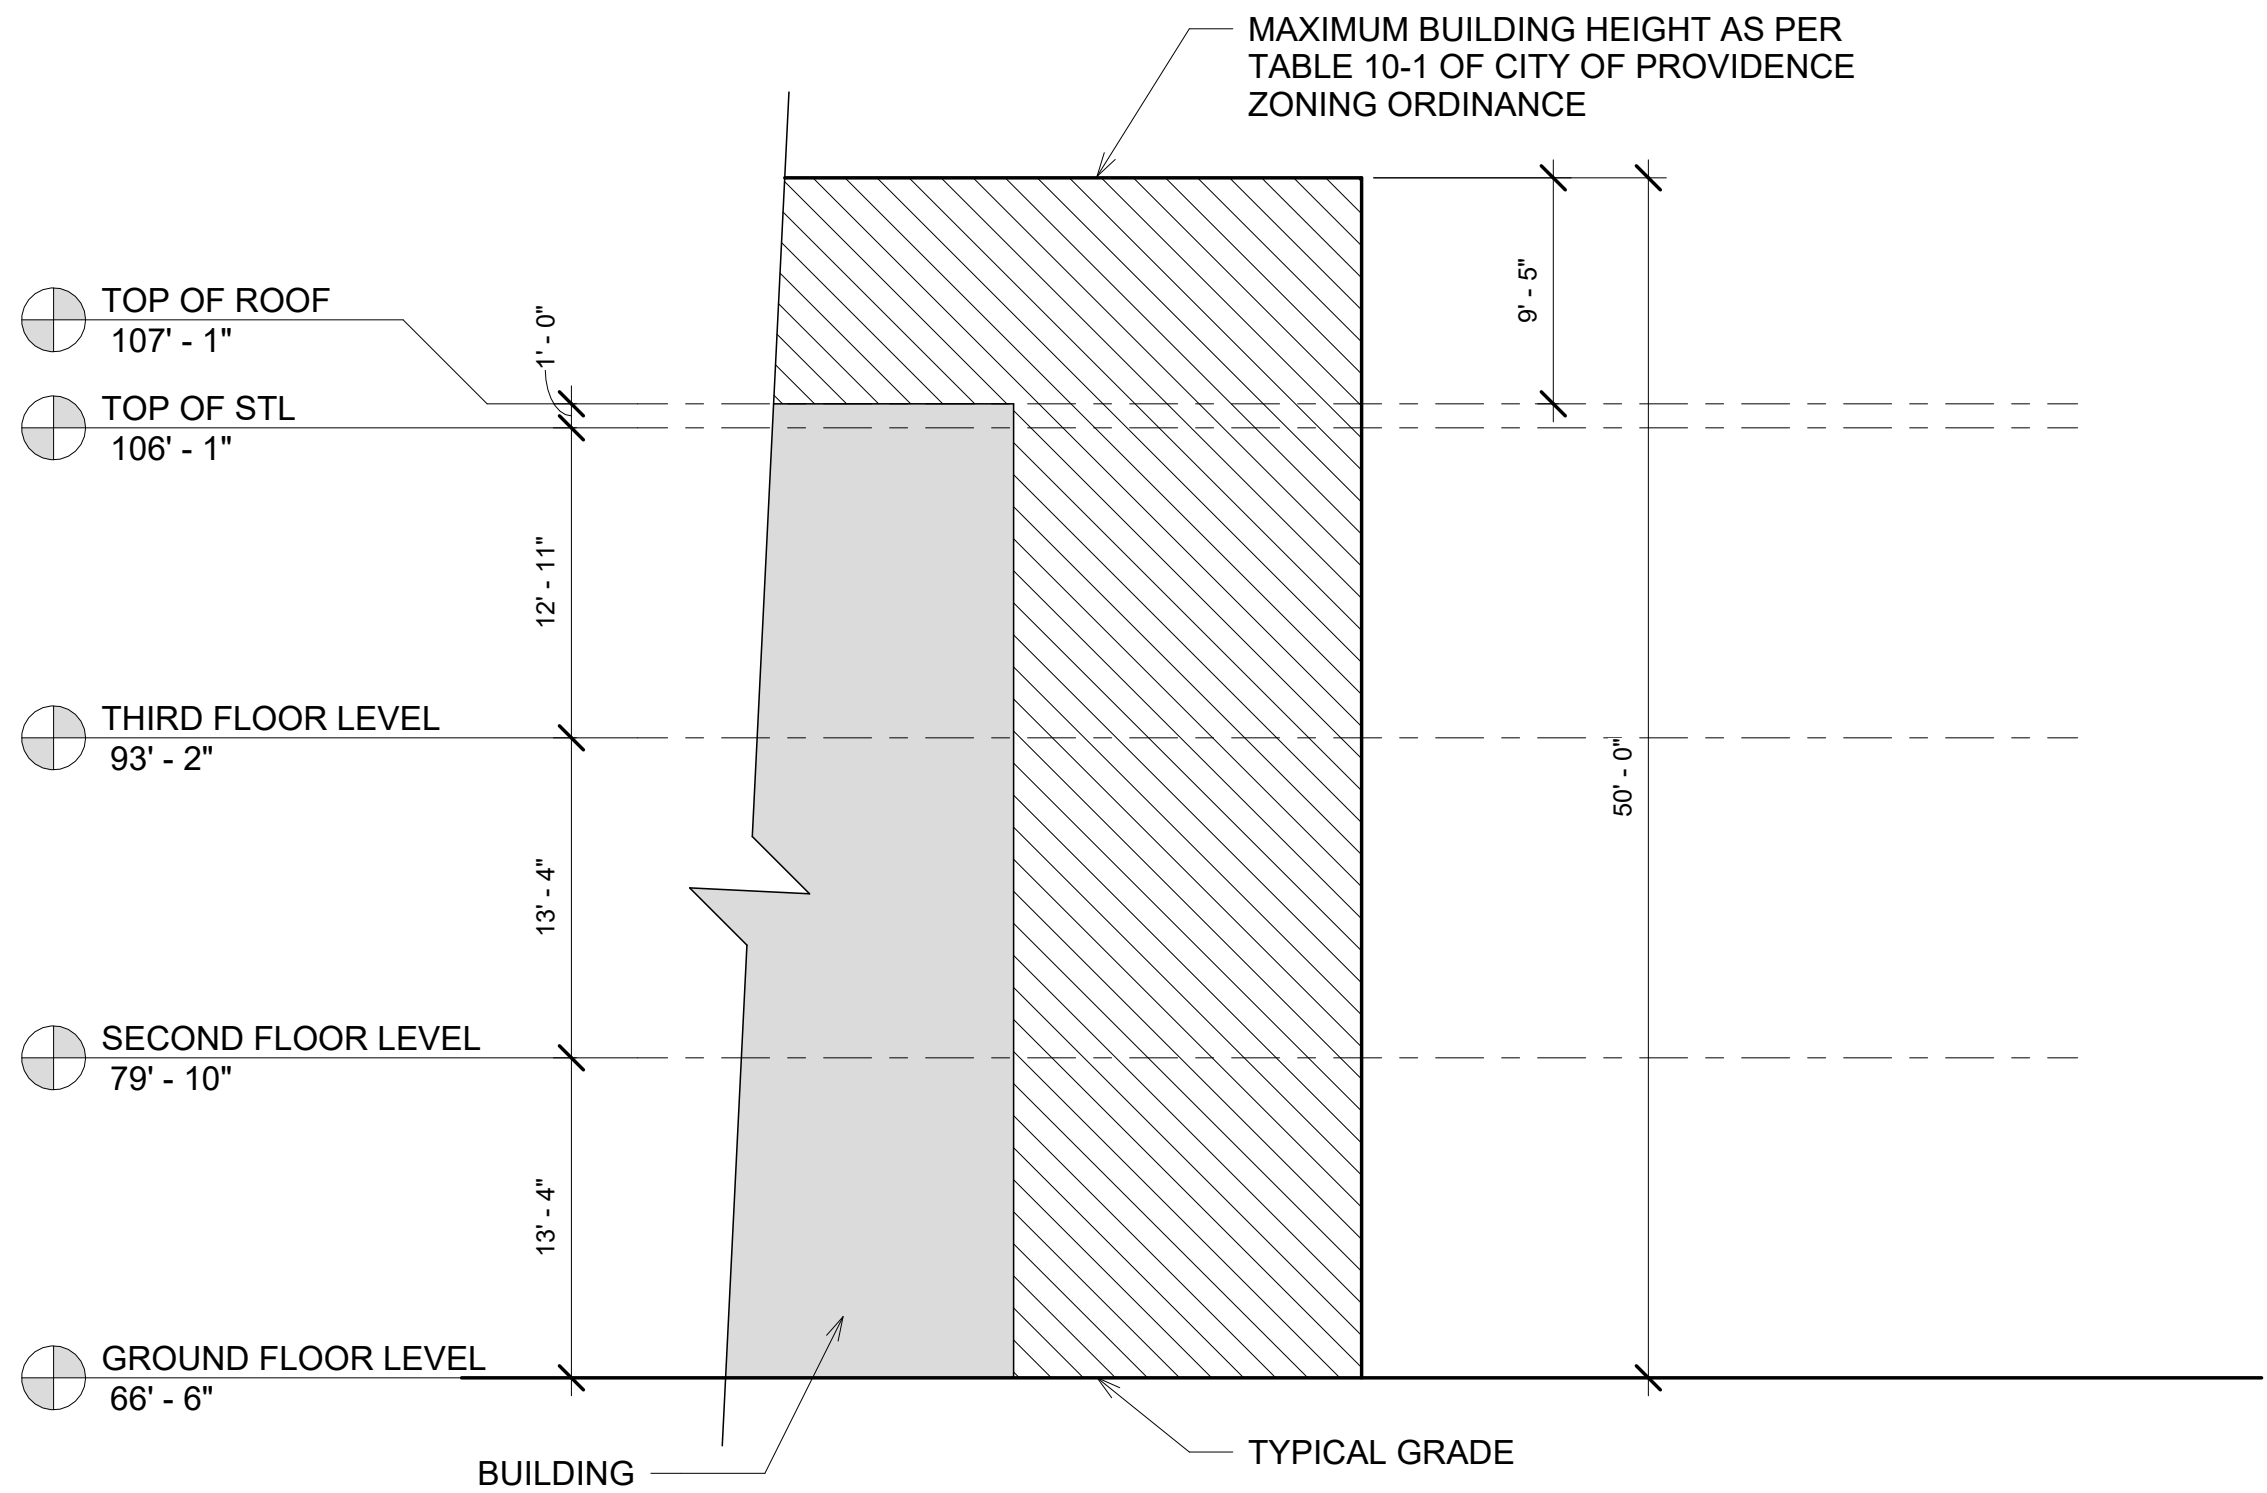 MAXIMUM BUILDING HEIGHT AS PER
TABLE 10-1 OF CITY OF PROVIDENCE
ZONING ORDINANCE
TOP OF ROOF
107' - 1"
1' - 0"
9' - 5"
TOP OF STL
106' - 1"
12' - 11"
THIRD FLOOR LEVEL
93' - 2"
50' - 0"
13' - 4"
SECOND FLOOR LEVEL
79' - 10"
13' - 4"
GROUND FLOOR LEVEL
66' - 6"
TYPICAL GRADE
BUILDING